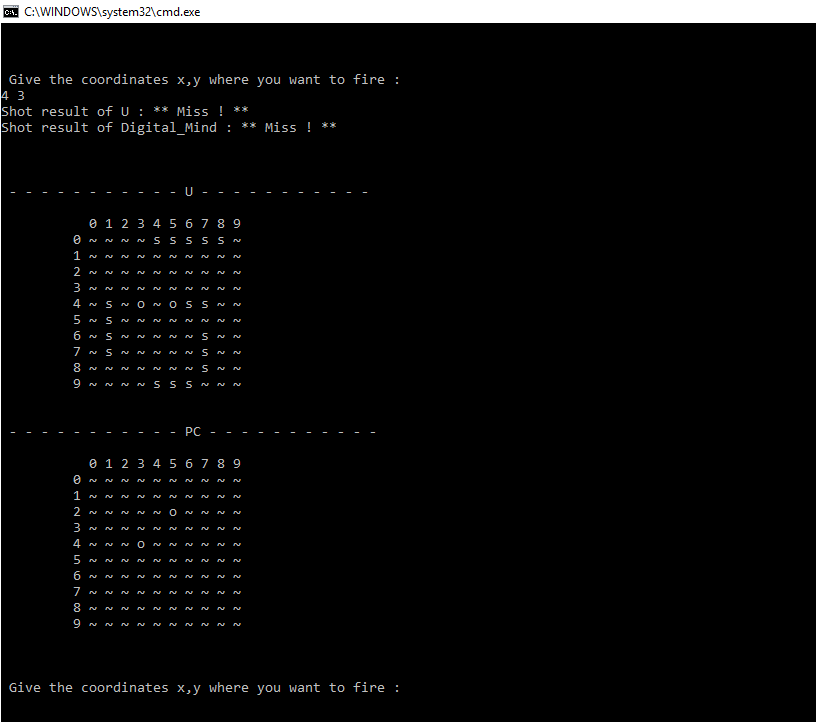 C:\WINDOWS\system32\cmd.exe
Give the coordinates x,y where you want to fire :
4 3
Shot result of U : ** Miss ! **
Shot result of Digital_Mind : ** Miss ! **
- - - - - - - - - - - U - - - - - - - - - - -
0 1 2 3 4 5 6 7 8 9
0 ~ ~ ~ ~ s s s s s ~
1 ~ ~ ~ ~ ~ ~ ~ ~ ~ ~
2 ~ ~ ~ ~ ~ ~ ~ ~ ~ ~
3 ~ ~ ~ ~ ~ ~ ~ ~ ~ ~
4 ~ s ~ o ~ o s s ~ ~
5 ~ s ~ ~ ~ ~ ~ ~ ~ ~
6 ~ s ~ ~ ~ ~ ~ s ~ ~
7 ~ s ~ ~ ~ ~ ~ s ~ ~
8 ~ ~ ~ ~ ~ ~ ~ s ~ ~
9 ~ ~ ~ ~ s s s ~ ~ ~
- - - - - - - - - - - PC - - - - - - - - - - -
0 1 2 3 4 5 6 7 8 9
0 ~ ~ ~ ~ ~ ~ ~ ~ ~ ~
1 ~ ~ ~ ~ ~ ~ ~ ~ ~ ~
2 ~ ~ ~ ~ ~ o ~ ~ ~ ~
3 ~ ~ ~ ~ ~ ~ ~ ~ ~ ~
4 ~ ~ ~ o ~ ~ ~ ~ ~ ~
5 ~ ~ ~ ~ ~ ~ ~ ~ ~ ~
6 ~ ~ ~ ~ ~ ~ ~ ~ ~ ~
7 ~ ~ ~ ~ ~ ~ ~ ~ ~ ~
8 ~ ~ ~ ~ ~ ~ ~ ~ ~ ~
9 ~ ~ ~ ~ ~ ~ ~ ~ ~ ~
Give the coordinates x,y where you want to fire :